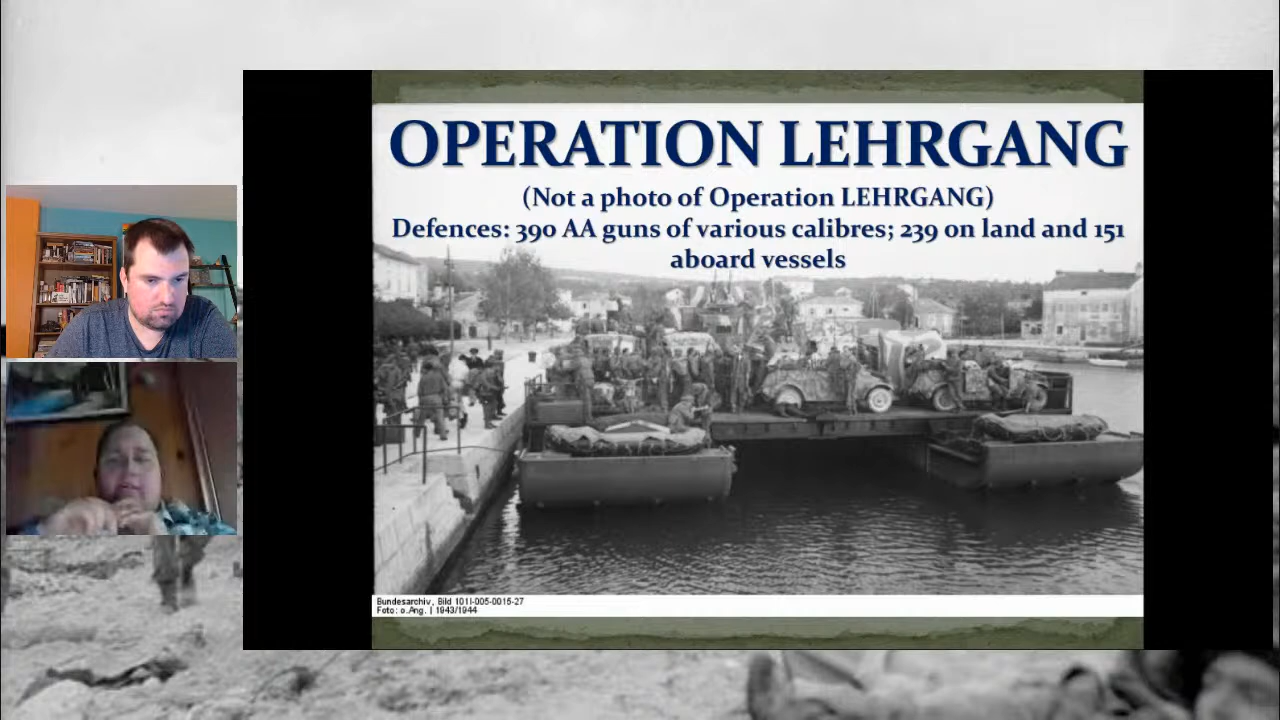 OPERATION LEHRGANG
(Not a photo of Operation LEHRGANG)
Defences: 390 AA guns of various calibres; 239 on land and 151
aboard vessels
Bundesarchiv, Bild 101I-005-0015-27
Foto: o.Ang. | 1943/1944